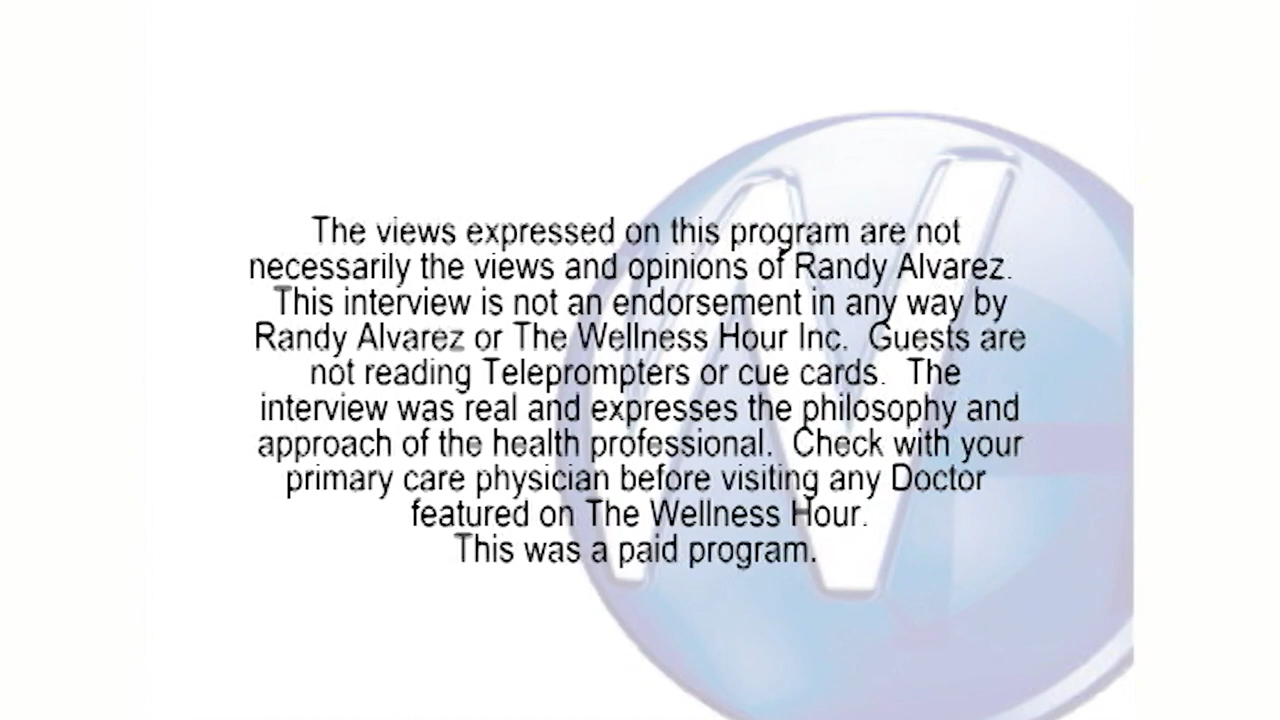 The views expressed on this program are not
necessarily the views and opinions of Randy Alvarez.
This interview is not an endorsement in any way by
Randy Alvarez or The Wellness Hour Inc.  Guests are
not reading Teleprompters or cue cards.  The
interview was real and expresses the philosophy and
approach of the health professional.  Check with your
primary care physician before visiting any Doctor
featured on The Wellness Hour.
This was a paid program.